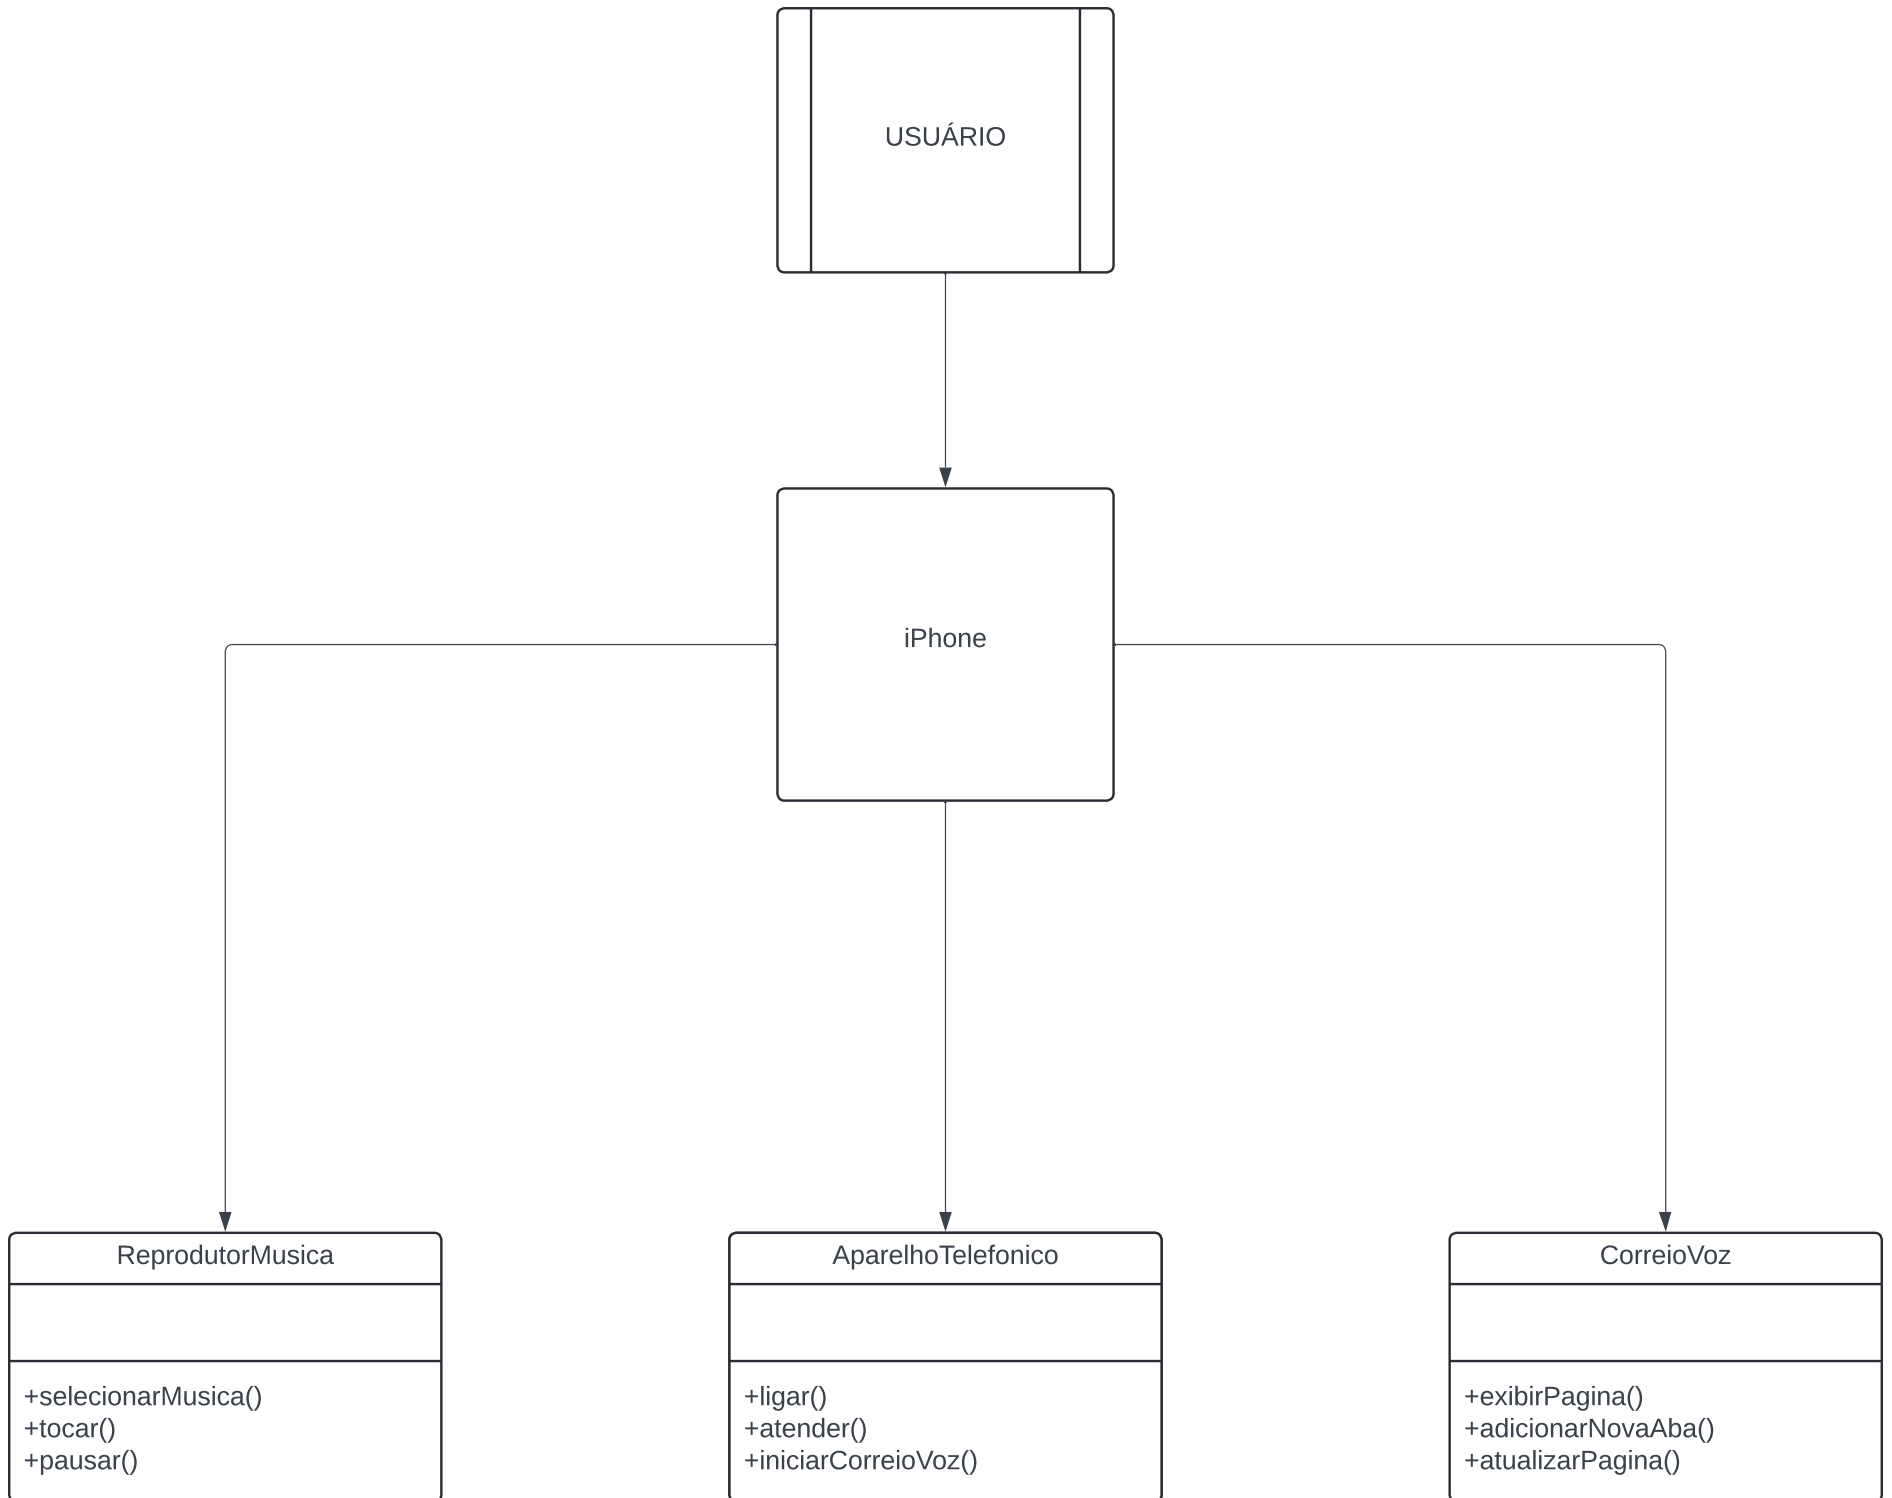 USUÁRIO
iPhone
ReprodutorMusica
+selecionarMusica()
+tocar()
+pausar()
AparelhoTelefonico
+ligar()
+atender()
+iniciarCorreioVoz()
CorreioVoz
+exibirPagina()
+adicionarNovaAba()
+atualizarPagina()